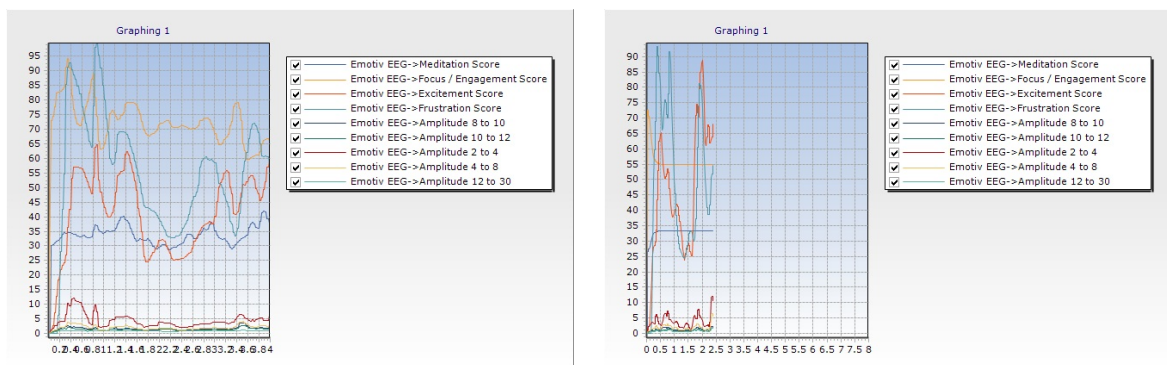 Graphing 1
95
90
85
80
75
70
65
60
55
50
45
40
35
30
25
20
15
10
5
0
Emotiv EEG->Meditation Score
Emotiv EEG->Focus / Engagement Score
Emotiv EEG->Excitement Score
Emotiv EEG->Frustration Score
Emotiv EEG->Amplitude 8 to 10
Emotiv EEG->Amplitude 10 to 12
Emotiv EEG->Amplitude 2 to 4
Emotiv EEG->Amplitude 4 to 8
Emotiv EEG->Amplitude 12 to 30
Graphing 1
90
85
80
75
70
65
60
55
50
45
40
35
30
25
20
15
10
5
0
0 0.5 1 1.5 2 2.5 3 3.5 4 4.5 5 5.5 6 6.5 7 7.5 8
Emotiv EEG->Meditation Score
Emotiv EEG->Focus / Engagement Score
Emotiv EEG->Excitement Score
Emotiv EEG->Frustration Score
Emotiv EEG->Amplitude 8 to 10
Emotiv EEG->Amplitude 10 to 12
Emotiv EEG->Amplitude 2 to 4
Emotiv EEG->Amplitude 4 to 8
Emotiv EEG->Amplitude 12 to 30